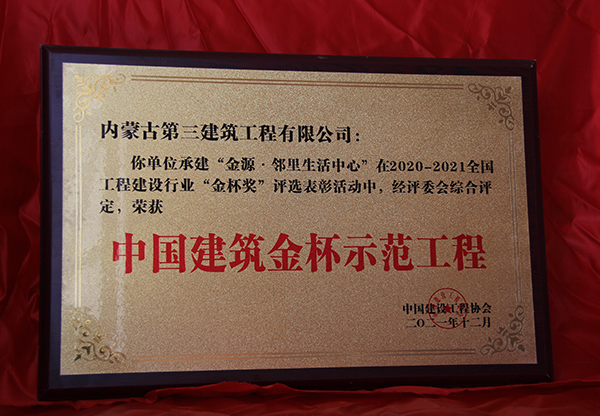 内蒙古第三建筑工程有限公司：
你单位承建“金源·邻里生活中心”在2020-2021全国
工程建设行业“金杯奖”评选表彰活动中，经评委会综合评
定，荣获
中国建筑金杯示范工程
中国建设工程协会
二〇二一年十二月